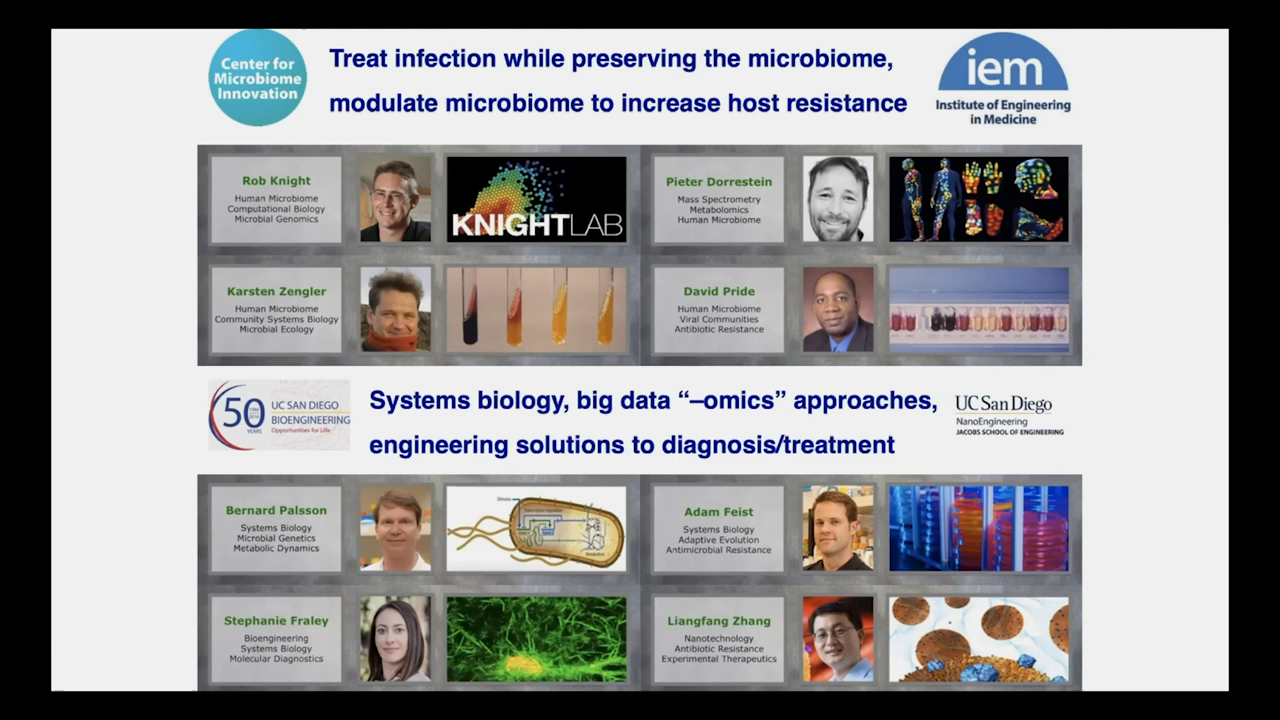 Center for
Microbiome
Innovation
Treat infection while preserving the microbiome,
modulate microbiome to increase host resistance
iem
Institute of Engineering
in Medicine
Rob Knight
Human Microbiome
Computational Biology
Microbial Genomics
KNIGHTLAB
Pieter Dorrestein
Mass Spectrometry
Metabolomics
Human Microbiome
Karsten Zengler
Human Microbiome
Community Systems Biology
Microbial Ecology
David Pride
Human Microbiome
Viral Communities
Antibiotic Resistance
50
YEARS
UC SAN DIEGO
BIOENGINEERING
Opportunities for Life
Systems biology, big data “–omics” approaches,
engineering solutions to diagnosis/treatment
UC San Diego
NanoEngineering
JACOBS SCHOOL OF ENGINEERING
Bernard Palsson
Systems Biology
Microbial Genetics
Metabolic Dynamics
Adam Feist
Systems Biology
Adaptive Evolution
Antimicrobial Resistance
Stephanie Fraley
Bioengineering
Systems Biology
Molecular Diagnostics
Liangfang Zhang
Nanotechnology
Antibiotic Resistance
Experimental Therapeutics